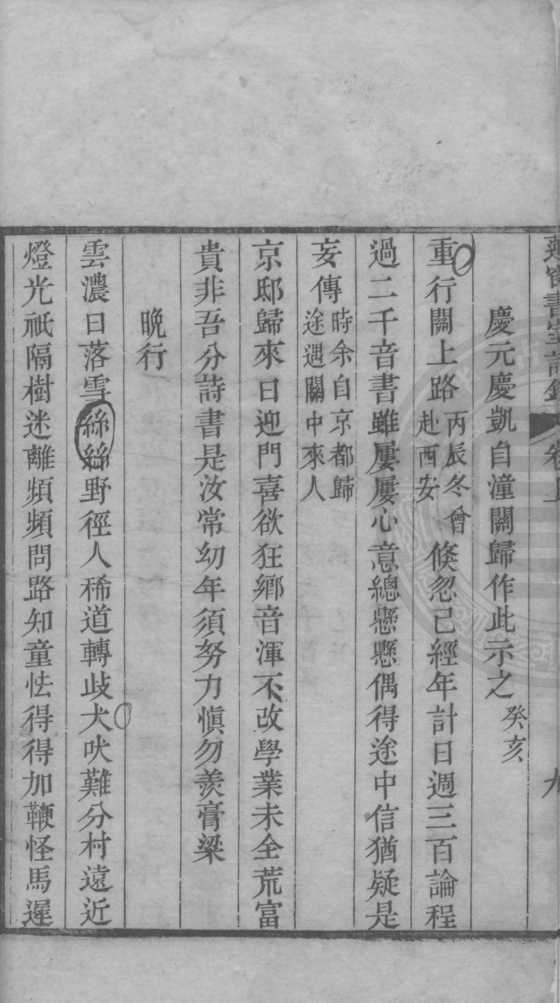 慶元慶凱自潼關歸作此示之癸亥
重行關上路丙辰冬曾赴西安倏忽已經年計日週三百論程
過二千音書雖屢屢心意總懸懸偶得途中信猶疑是
妄傳時余自京都歸途遇關中來人
京邸歸來日迎門喜欲狂鄉音渾不改學業未全荒富
貴非吾分詩書是汝常幼年須努力慎勿羨膏粱
晚行
雲濃日落雪絲絲野徑人稀道轉歧犬吠難分村遠近
燈光祇隔樹迷離頻頻問路知童怯得得加鞭怪馬遲